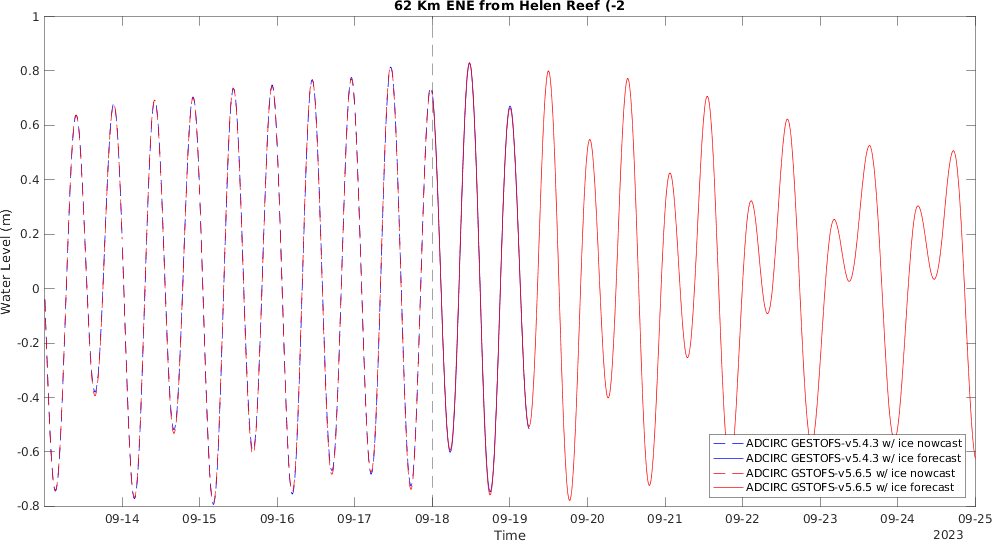 62 Km ENE from Helen Reef (-2
1
0.8
0.6
0.4
0.2
0
-0.2
-0.4
-0.6
-0.8
Water Level (m)
09-14 09-15 09-16 09-17 09-18 09-19 09-20 09-21 09-22 09-23 09-24 09-25
Time
2023
ADCIRC GESTOFS-v5.4.3 w/ ice nowcast
ADCIRC GESTOFS-v5.4.3 w/ ice forecast
ADCIRC GSTOFS-v5.6.5 w/ ice nowcast
ADCIRC GSTOFS-v5.6.5 w/ ice forecast